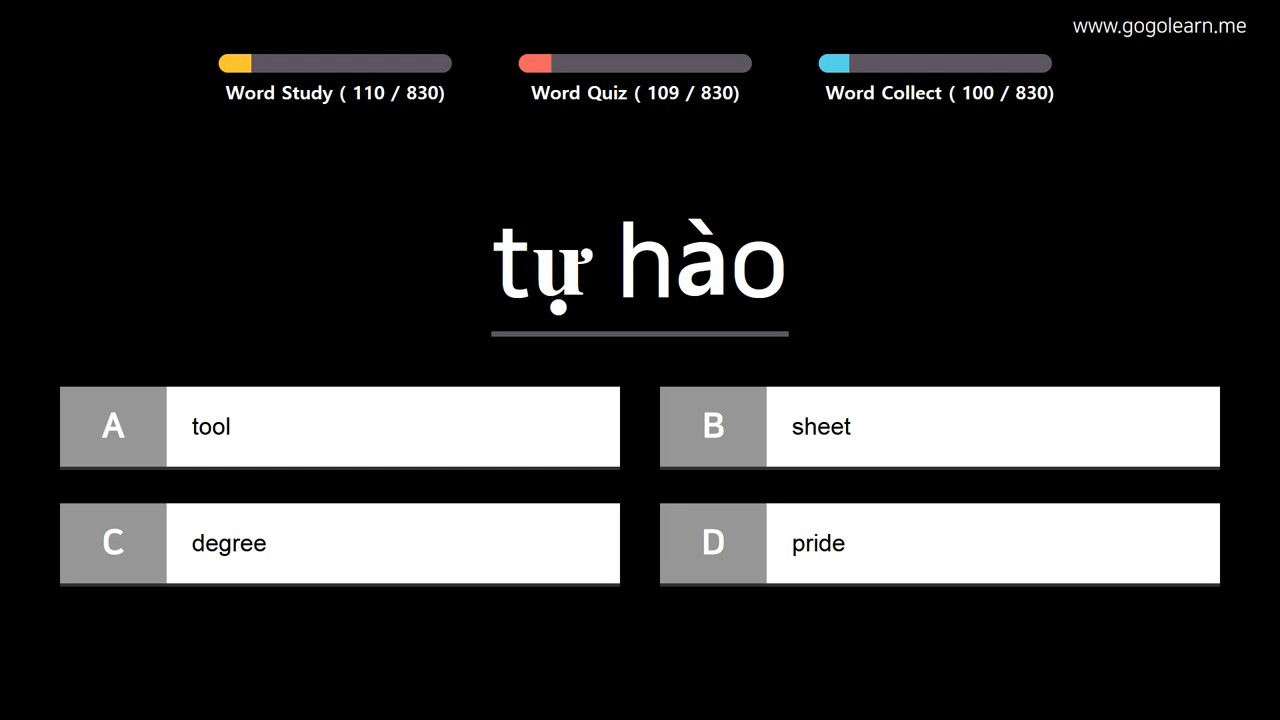 www.gogolearn.me
Word Study ( 110 / 830)
Word Quiz ( 109 / 830)
Word Collect ( 100 / 830)
tự hào
A tool
B sheet
C degree
D pride